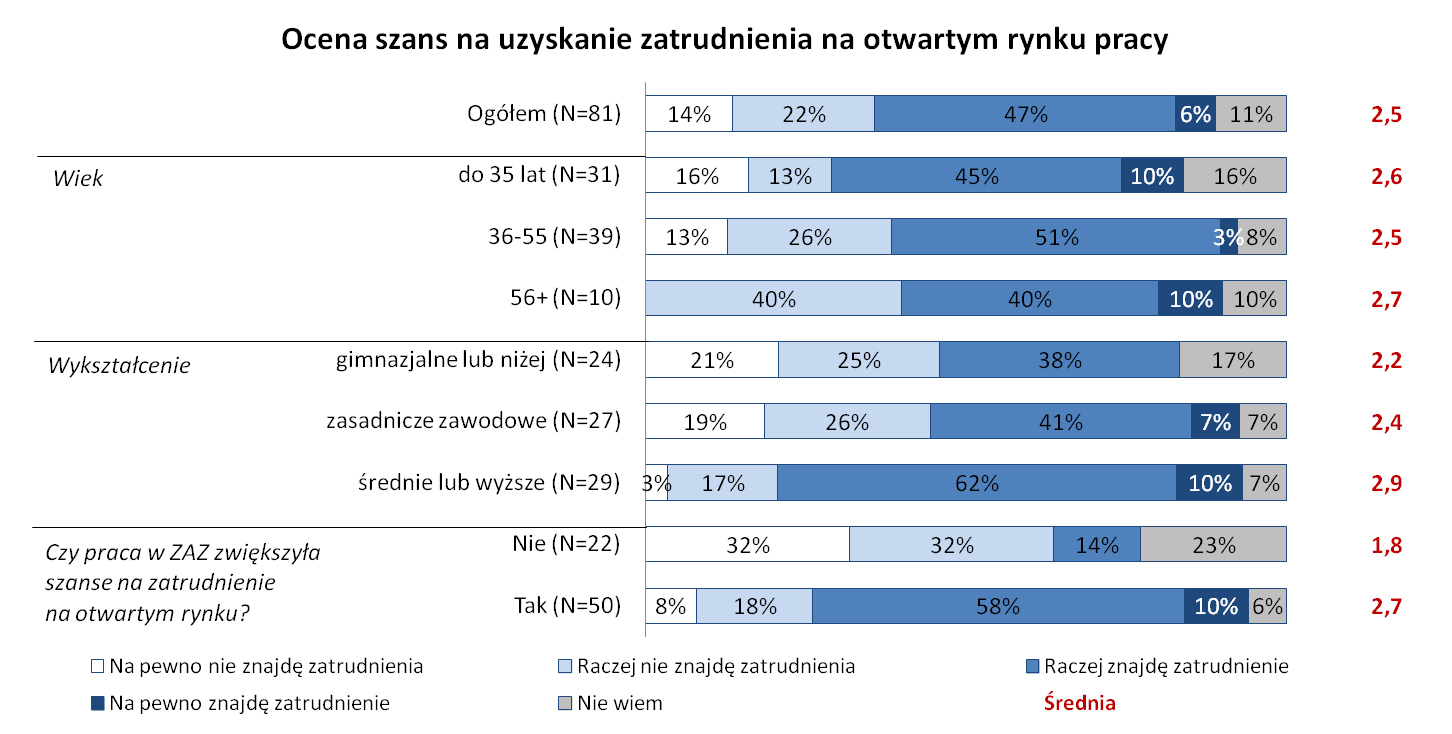 Ocena szans na uzyskanie zatrudnienia na otwartym rynku pracy
Ogółem (N=81) 14% 22% 47% 6% 11% 2,5
Wiek
do 35 lat (N=31) 16% 13% 45% 10% 16% 2,6
36-55 (N=39) 13% 26% 51% 3% 8% 2,5
56+ (N=10) 40% 40% 10% 10% 2,7
Wykształcenie
gimnazjalne lub niżej (N=24) 21% 25% 38% 17% 2,2
zasadnicze zawodowe (N=27) 19% 26% 41% 7% 7% 2,4
średnie lub wyższe (N=29) 3% 17% 62% 10% 7% 2,9
Czy praca w ZAZ zwiększyła
szanse na zatrudnienie
na otwartym rynku?
Nie (N=22) 32% 32% 14% 23% 1,8
Tak (N=50) 8% 18% 58% 10% 6% 2,7
Na pewno nie znajdę zatrudnienia Raczej nie znajdę zatrudnienia Raczej znajdę zatrudnienie
Na pewno znajdę zatrudnienie Nie wiem Średnia